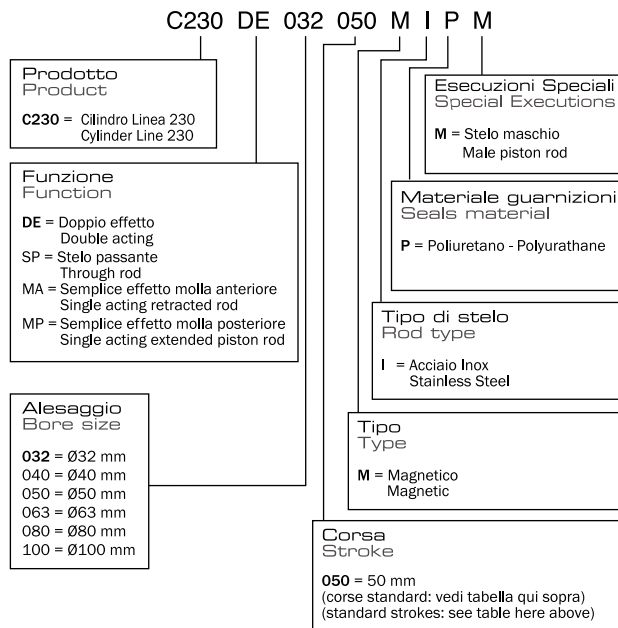 C230 DE 032 050 M I P M
Prodotto
Product
C230 = Cilindro Linea 230
Cylinder Line 230
Funzione
Function
DE = Doppio effetto
Double acting
SP = Stelo passante
Through rod
MA = Semplice effetto molla anteriore
Single acting retracted rod
MP = Semplice effetto molla posteriore
Single acting extended piston rod
Alesaggio
Bore size
032 = Ø32 mm
040 = Ø40 mm
050 = Ø50 mm
063 = Ø63 mm
080 = Ø80 mm
100 = Ø100 mm
Esecuzioni Speciali
Special Executions
M = Stelo maschio
Male piston rod
Materiale guarnizioni
Seals material
P = Poliuretano - Polyurathane
Tipo di stelo
Rod type
I = Acciaio Inox
Stainless Steel
Tipo
Type
M = Magnetico
Magnetic
Corsa
Stroke
050 = 50 mm
(corse standard: vedi tabella qui sopra)
(standard strokes: see table here above)